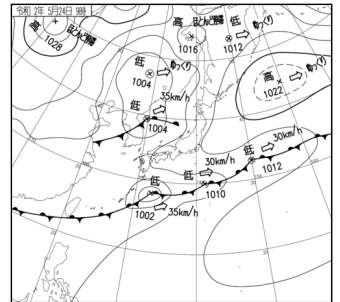 令和 2年 5月24日 9時
高 ほとんど停滞
1028
高 ほとんど停滞
1016
低 ゆっくり
1012
低 ゆっくり
1004
高 ゆっくり
1022
低 35km/h
1004
低 30km/h
1012
低 30km/h
1010
低 35km/h
1002